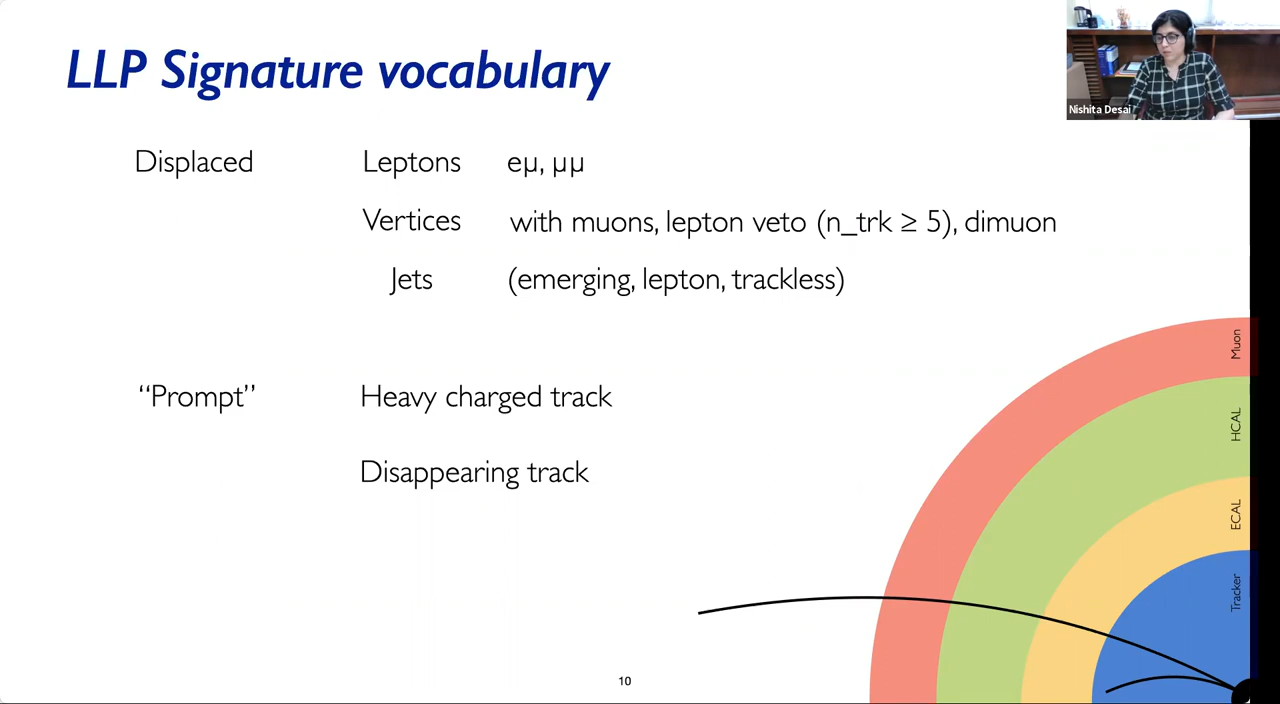 LLP Signature vocabulary
Nishita Desai
Displaced Leptons eμ, μμ
Vertices with muons, lepton veto (n_trk ≥ 5), dimuon
Jets (emerging, lepton, trackless)
“Prompt” Heavy charged track
Disappearing track
Muon
HCAL
ECAL
Tracker
10